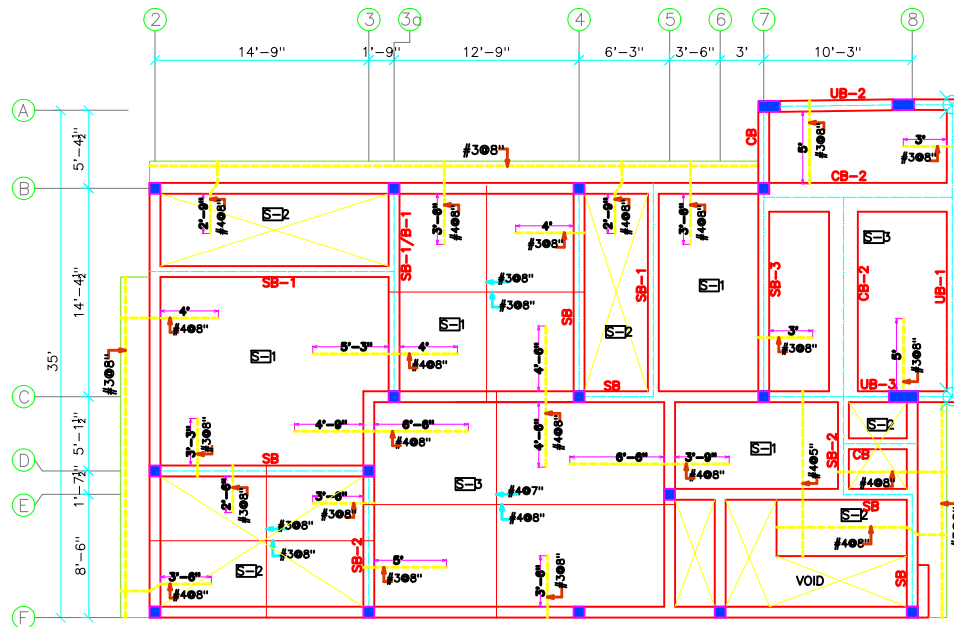 2 3 3a 4 5 6 7 8
14'-9" 1'-9" 12'-9" 6'-3" 3'-6" 3' 10'-3"
A
UB-2
5'-4½"
CB
5'
#3@8"
3'
#3@8"
#3@8"
CB-2
B
2'-9"
#4@8"
S-2
3'-6"
#4@8"
SB-1/B-1
4'
#3@8"
2'-9"
#4@8"
3'-6"
#4@8"
S-3
SB-1
#3@8"
#3@8"
SB-1
S-1
SB-3
CB-2
UB-1
14'-4½"
35'
4'
#4@8"
S-1
SB
S-2
3'
#3@8"
#3@8"
S-1
5'-3"
4'
#4@8"
4'-6"
5'
#3@8"
SB
UB-3
C
5'-1½"
3'-3"
#3@8"
4'-9"
6'-6"
#4@8"
4'-6"
#4@8"
S-2
S-1
SB-2
SB
6'-6"
3'-9"
#4@8"
#4@5"
CB
#4@8"
D
1'-7½"
E
2'-6"
#3@8"
3'-6"
#3@8"
S-3
#4@7"
#4@8"
SB
S-2
#4@8"
#3@8"
#3@8"
SB-2
8'-6"
S-2
3'-6"
#4@8"
5'
#3@8"
3'-6"
#3@8"
VOID
SB
F